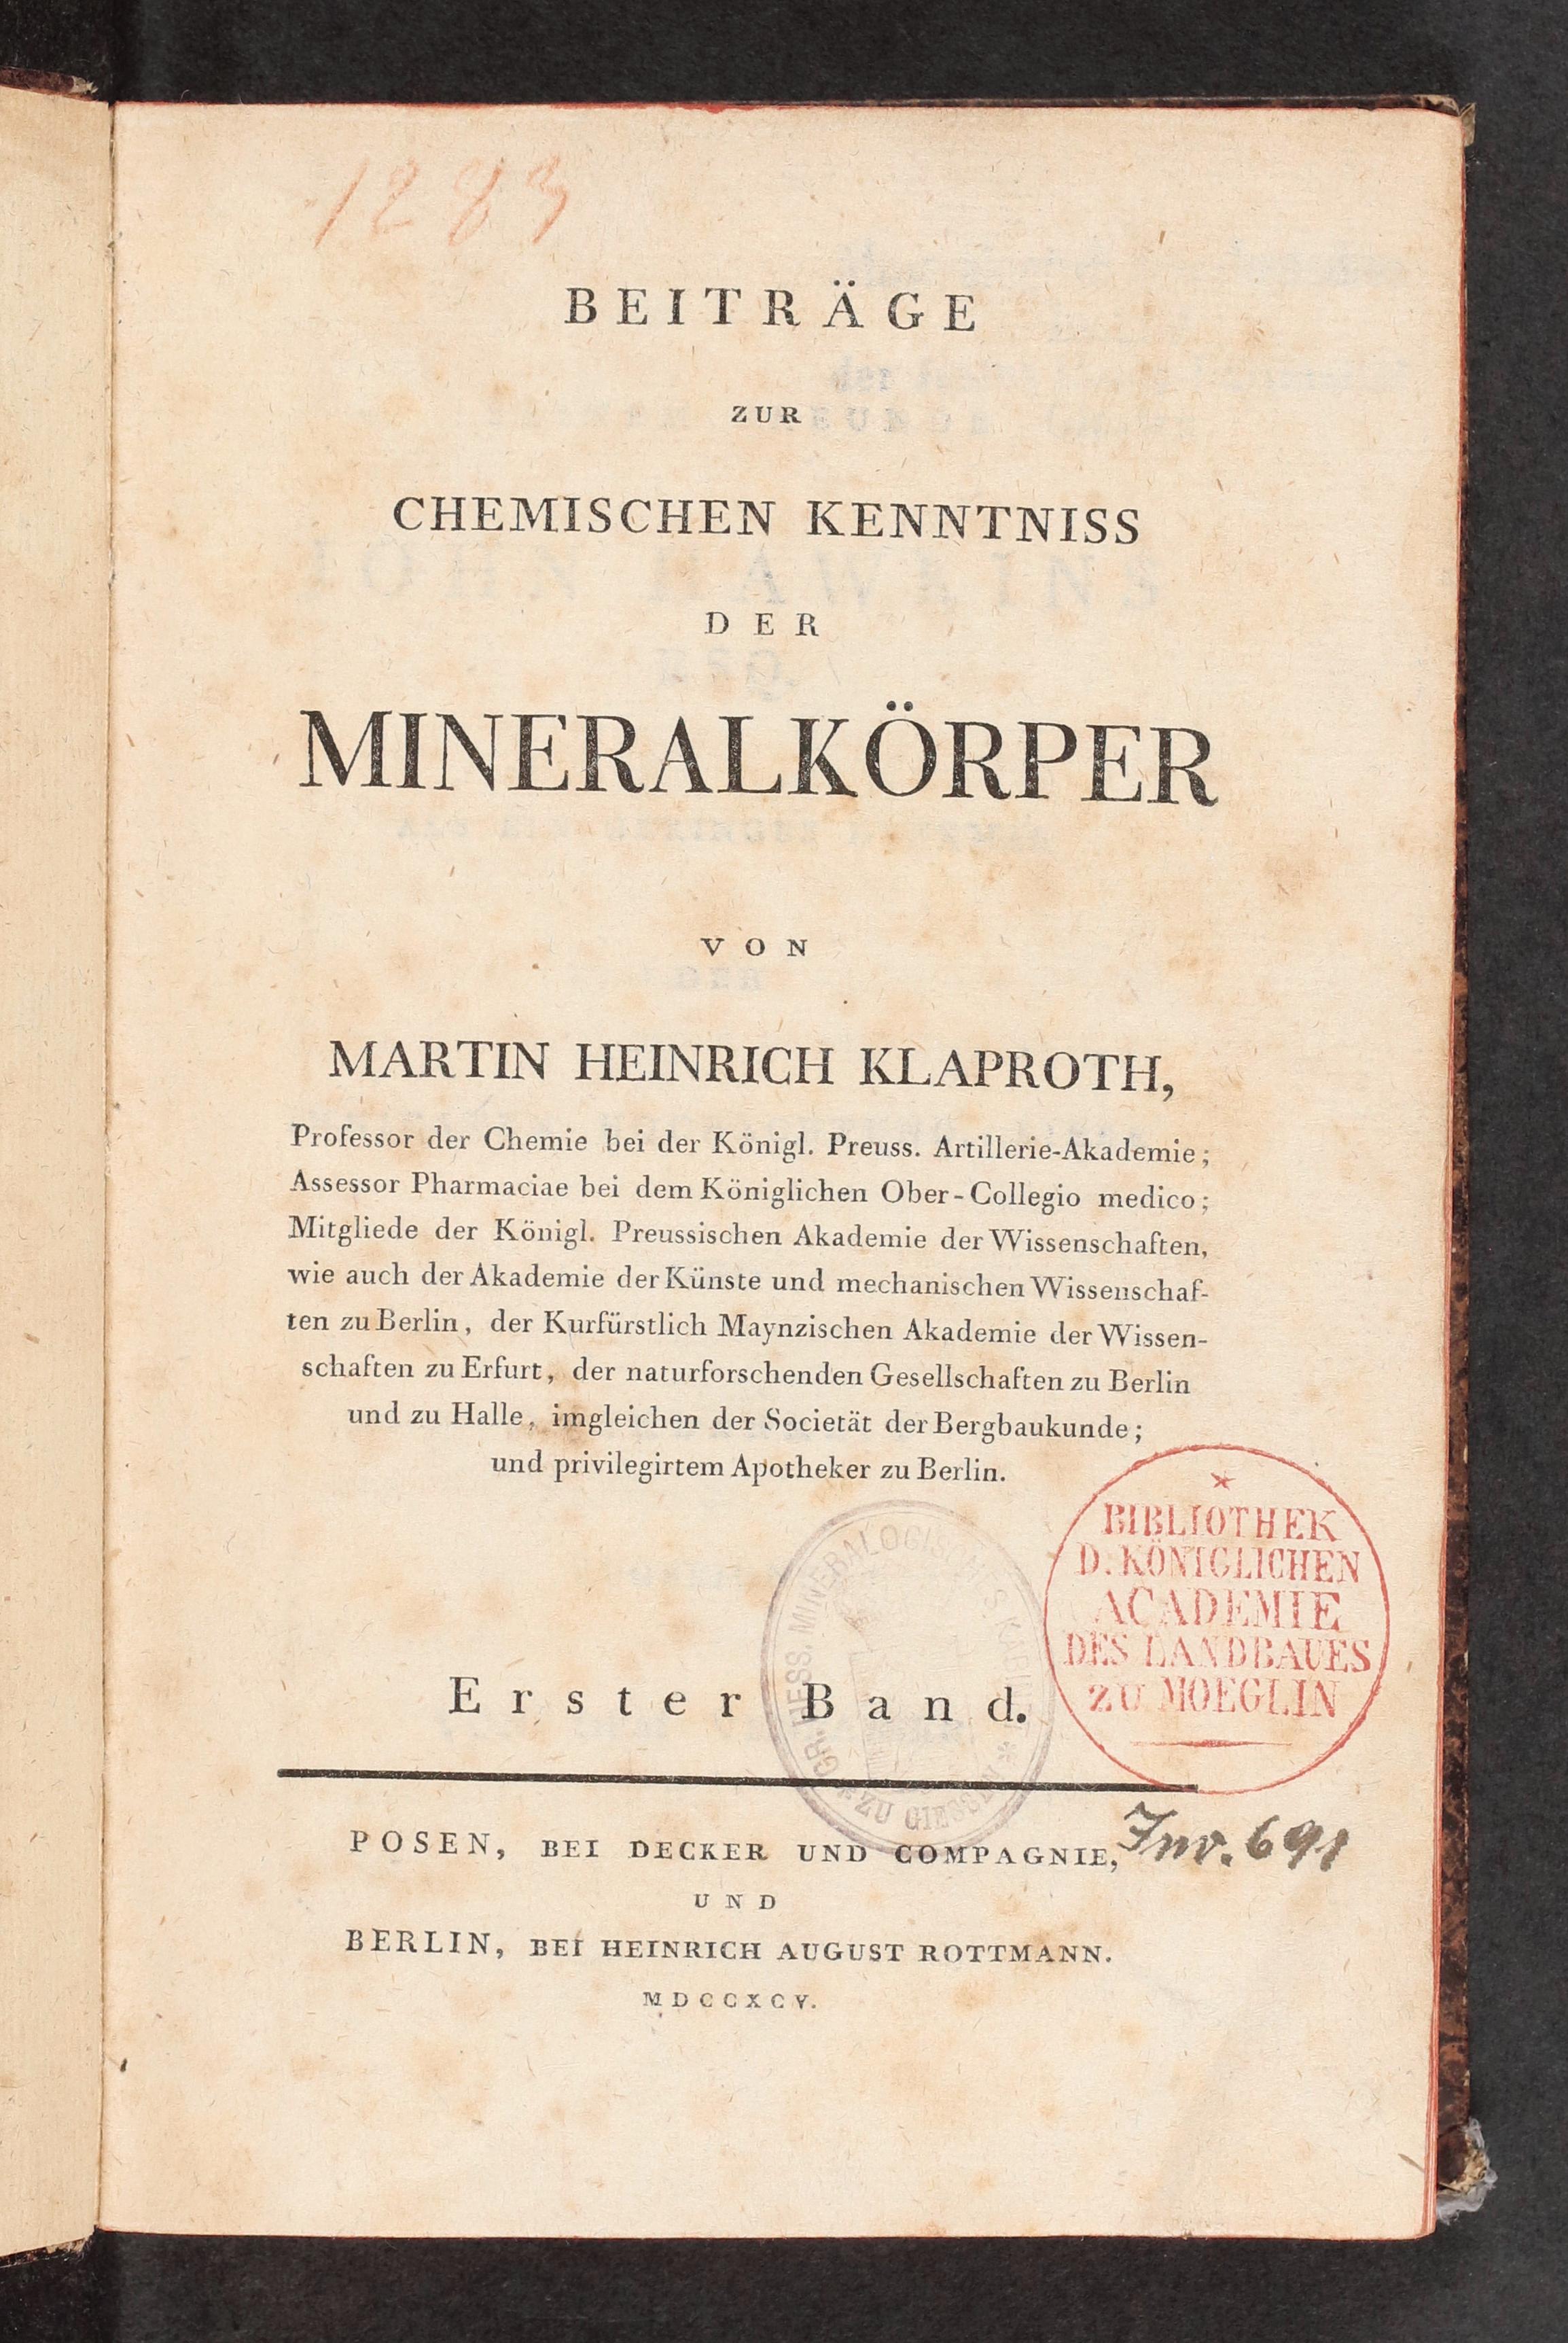 1283
BEITRÄGE
ZUR
CHEMISCHEN KENNTNISS
DER
MINERALKÖRPER
VON
MARTIN HEINRICH KLAPROTH,
Professor der Chemie bei der Königl. Preuss. Artillerie-Akademie;
Assessor Pharmaciae bei dem Königlichen Ober-Collegio medico;
Mitgliede der Königl. Preussischen Akademie der Wissenschaften,
wie auch der Akademie der Künste und mechanischen Wissenschaf-
ten zu Berlin, der Kurfürstlich Maynzischen Akademie der Wissen-
schaften zu Erfurt, der naturforschenden Gesellschaften zu Berlin
und zu Halle, imgleichen der Societät der Bergbaukunde;
und privilegirtem Apotheker zu Berlin.
BIBLIOTHEK
D. KÖNIGLICHEN
ACADEMIE
DES LANDBAUES
ZU MOEGLIN
GR. HESS. MINERALOGISCHES
ZU GIESSEN
Erster Band.
POSEN, BEI DECKER UND COMPAGNIE,
Inv. 691
UND
BERLIN, BEI HEINRICH AUGUST ROTTMANN.
MDCCXCV.